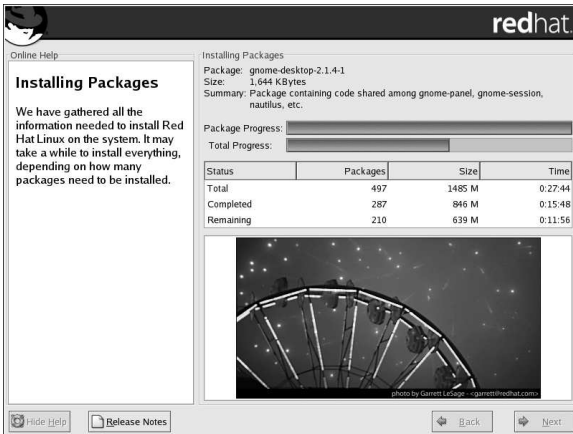 redhat.
Online Help
Installing Packages
We have gathered all the
information needed to install Red
Hat Linux on the system. It may
take a while to install everything,
depending on how many
packages need to be installed.
Installing Packages
Package: gnome-desktop-2.1.4-1
Size: 1,644 KBytes
Summary: Package containing code shared among gnome-panel, gnome-session,
nautilus, etc.
Package Progress:
Total Progress:
Status Packages Size Time
Total 497 1485 M 0:27:44
Completed 287 846 M 0:15:48
Remaining 210 639 M 0:11:56
photo by Garrett LeSage - <garrett@redhat.com>
Hide Help
Release Notes
Back
Next